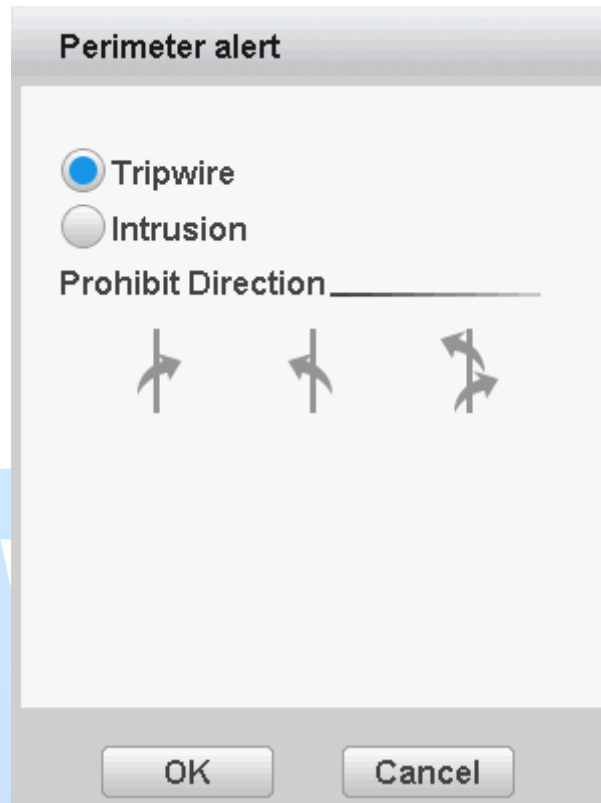 Perimeter alert
Tripwire
Intrusion
Prohibit Direction
OK
Cancel